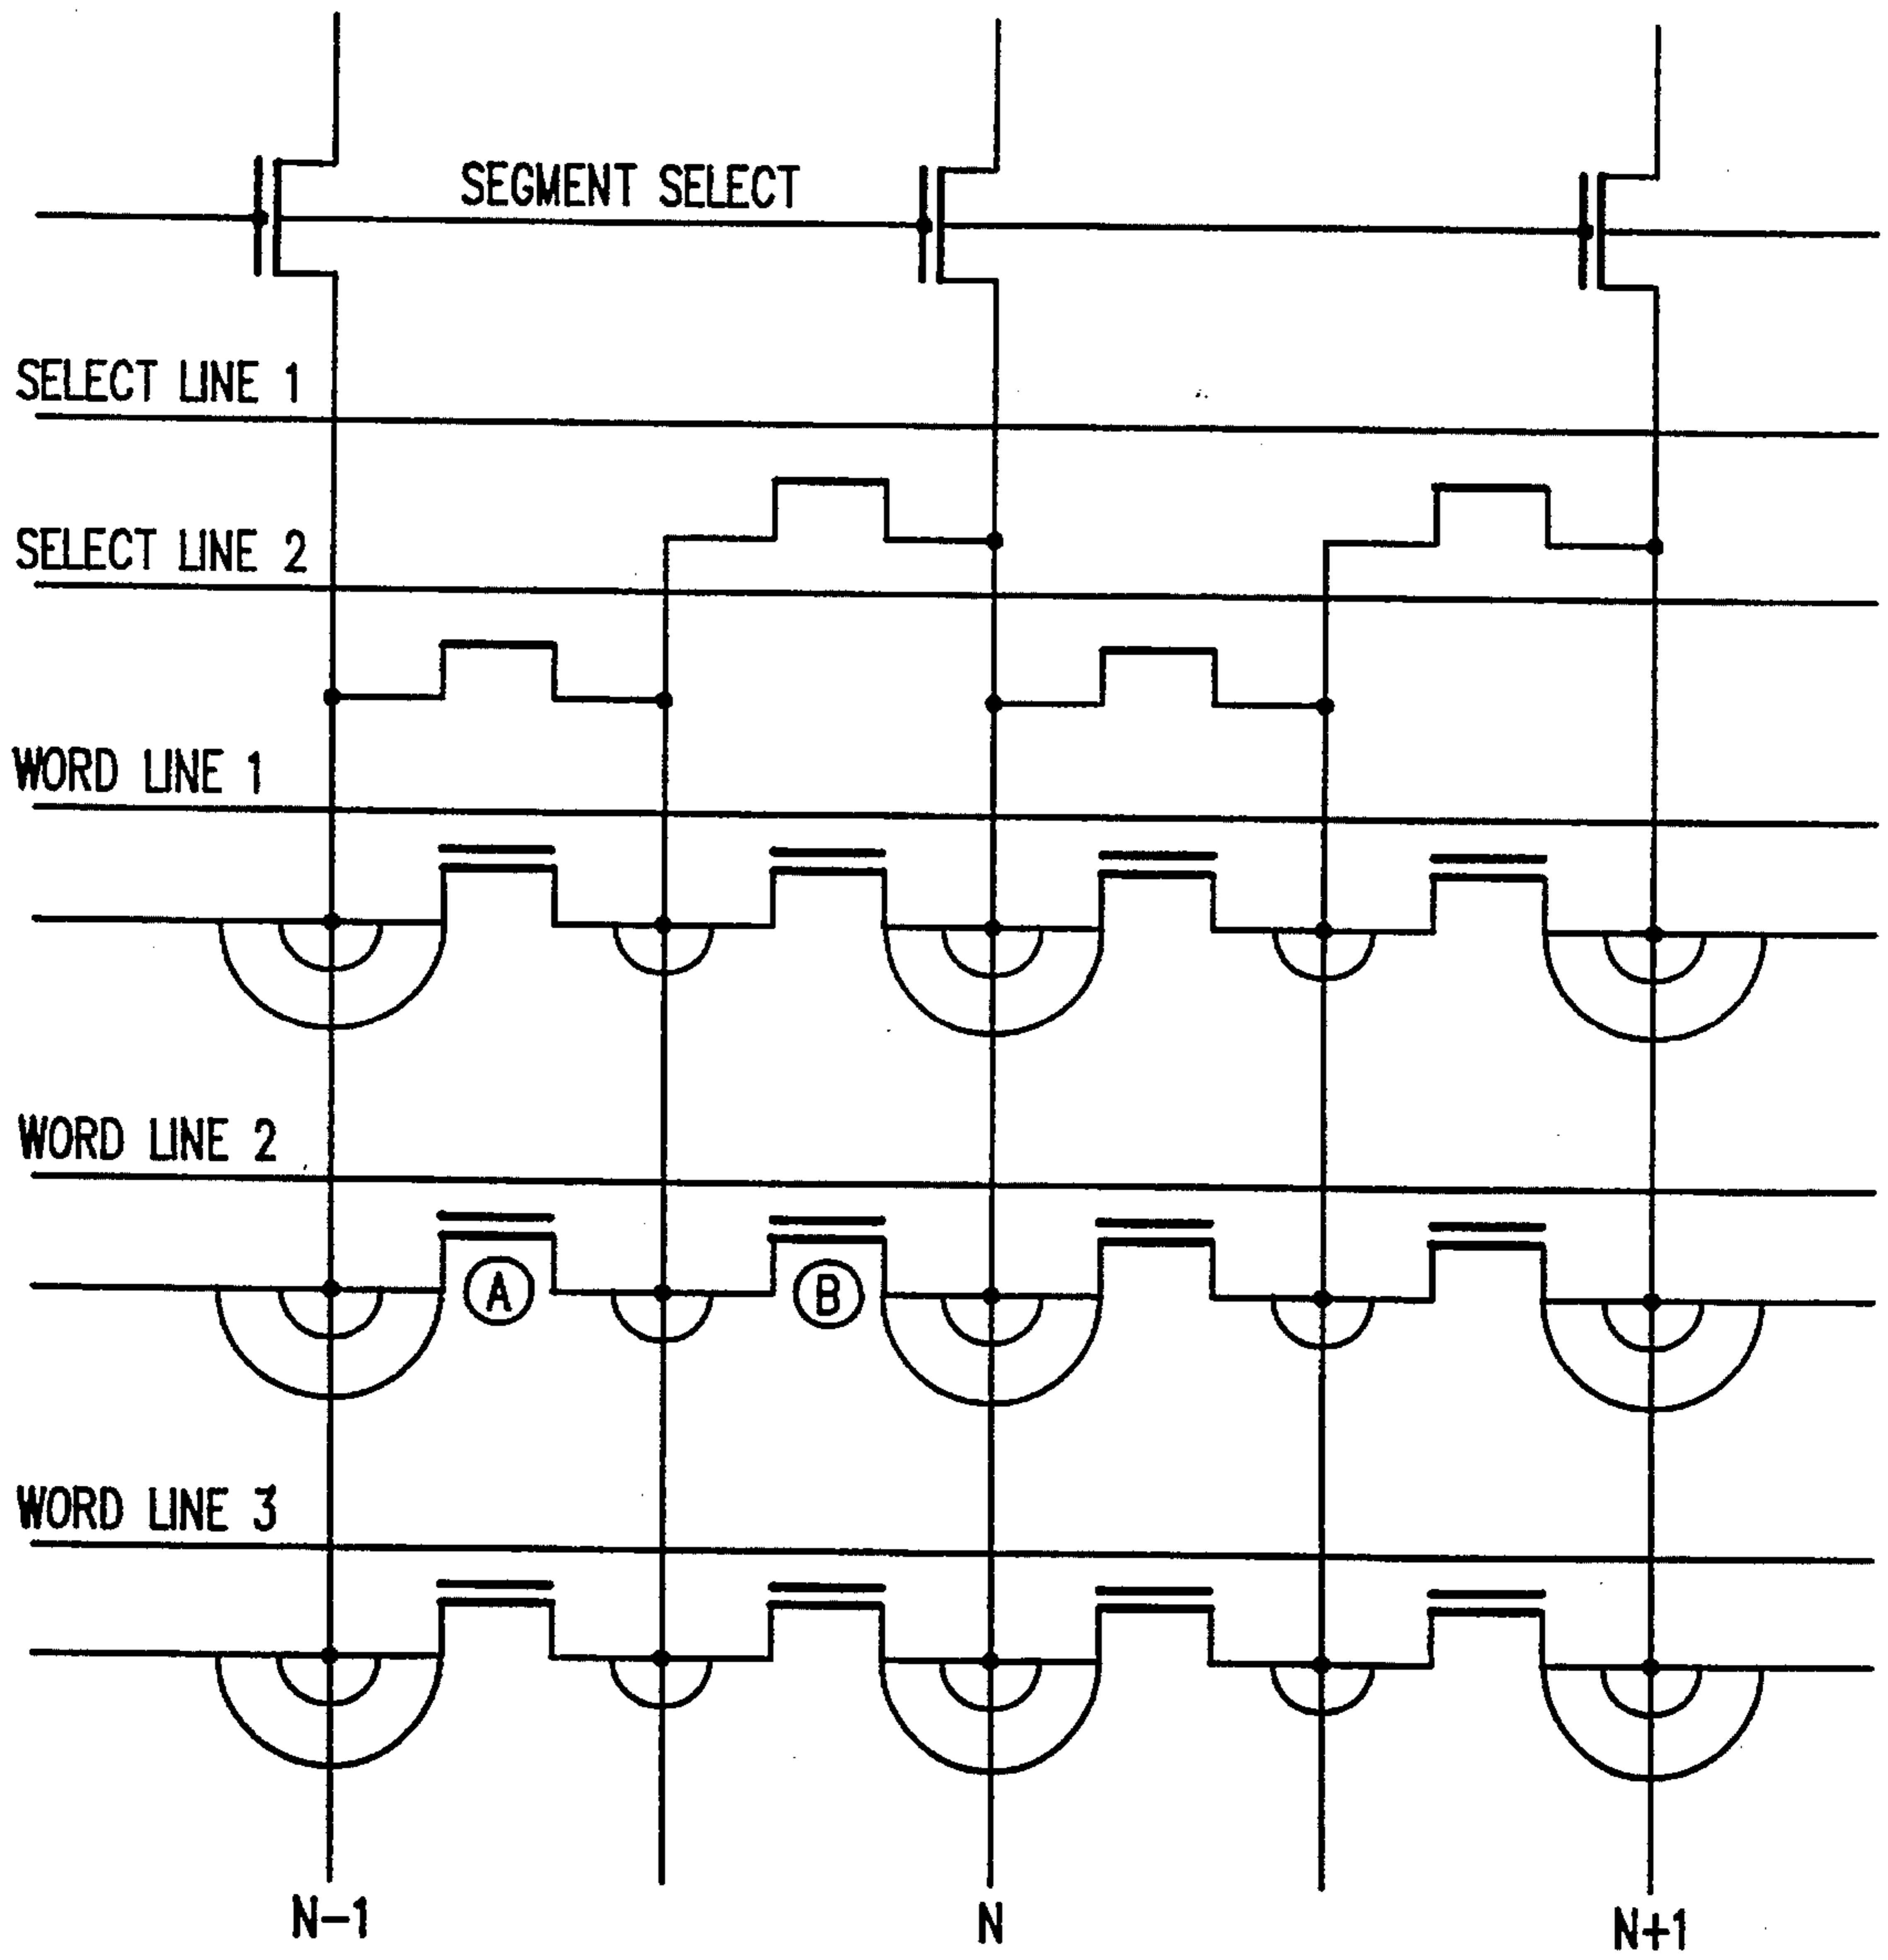 SEGMENT SELECT
SELECT LINE 1
SELECT LINE 2
WORD LINE 1
WORD LINE 2
A
B
WORD LINE 3
N-1
N
N+1